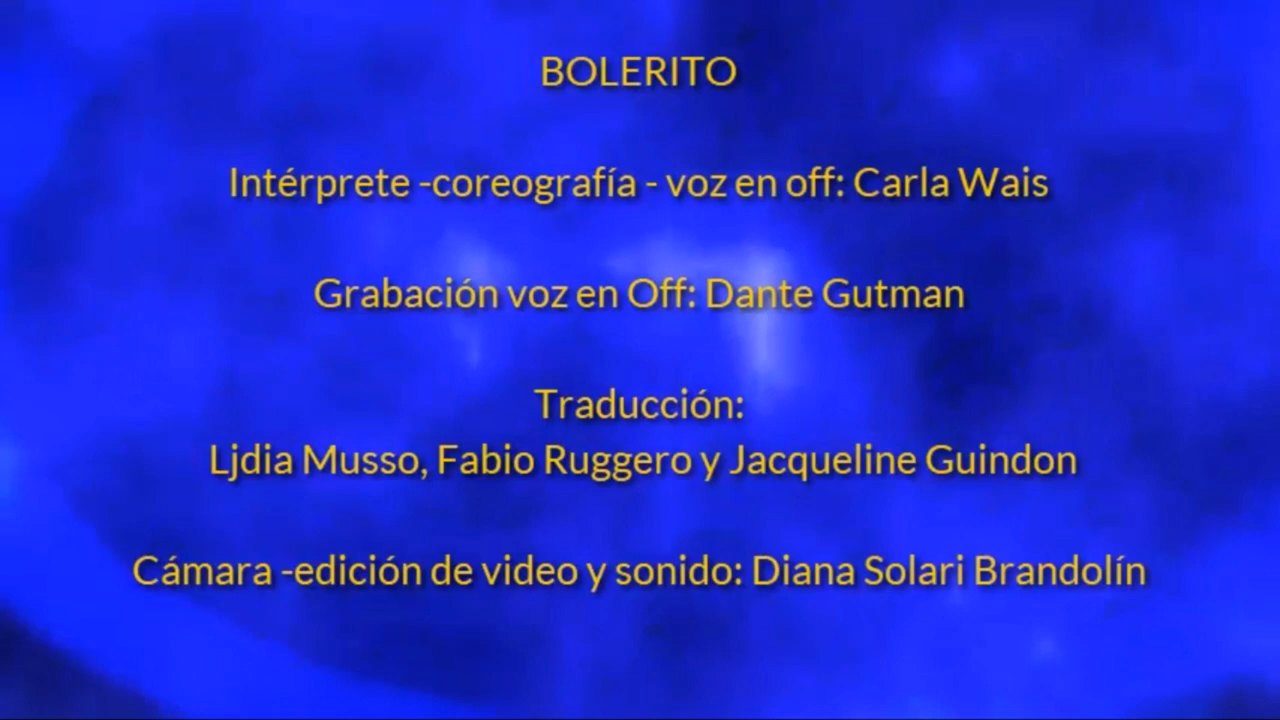 BOLERITO
Intérprete -coreografía - voz en off: Carla Wais
Grabación voz en Off: Dante Gutman
Traducción:
Ljdia Musso, Fabio Ruggero y Jacqueline Guindon
Cámara -edición de video y sonido: Diana Solari Brandolín